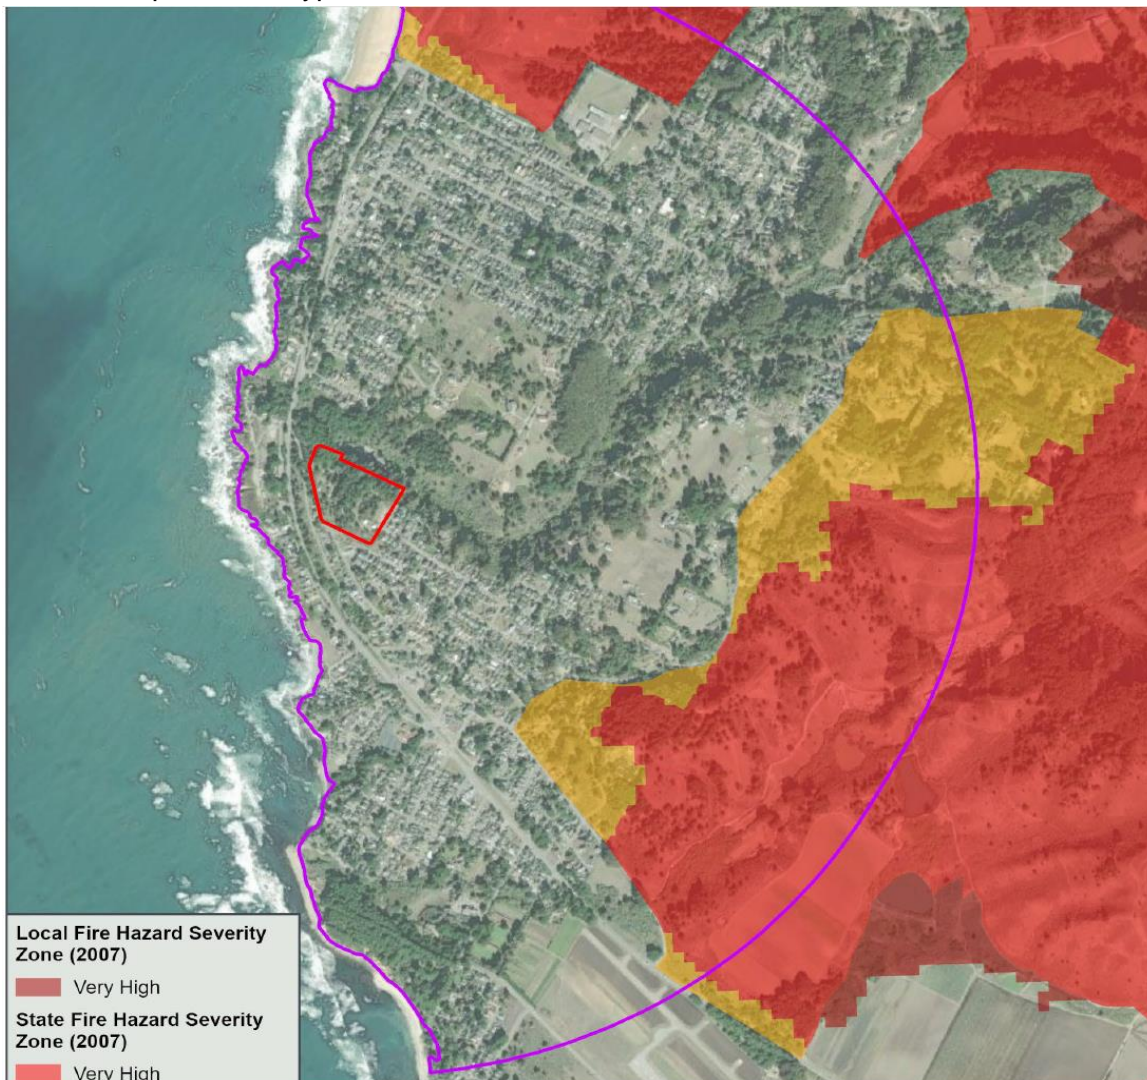 Local Fire Hazard Severity
Zone (2007)
Very High
State Fire Hazard Severity
Zone (2007)
Very High